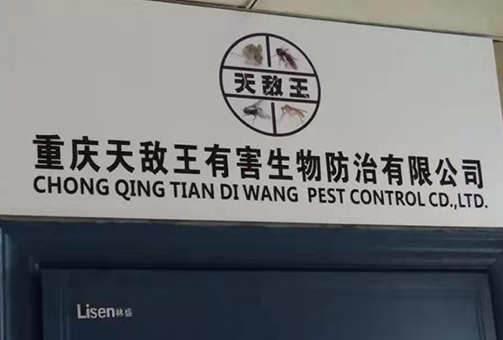 天敌王
重庆天敌王有害生物防治有限公司
CHONG QING TIAN DI WANG PEST CONTROL CD.,LTD.
Lisen林盛